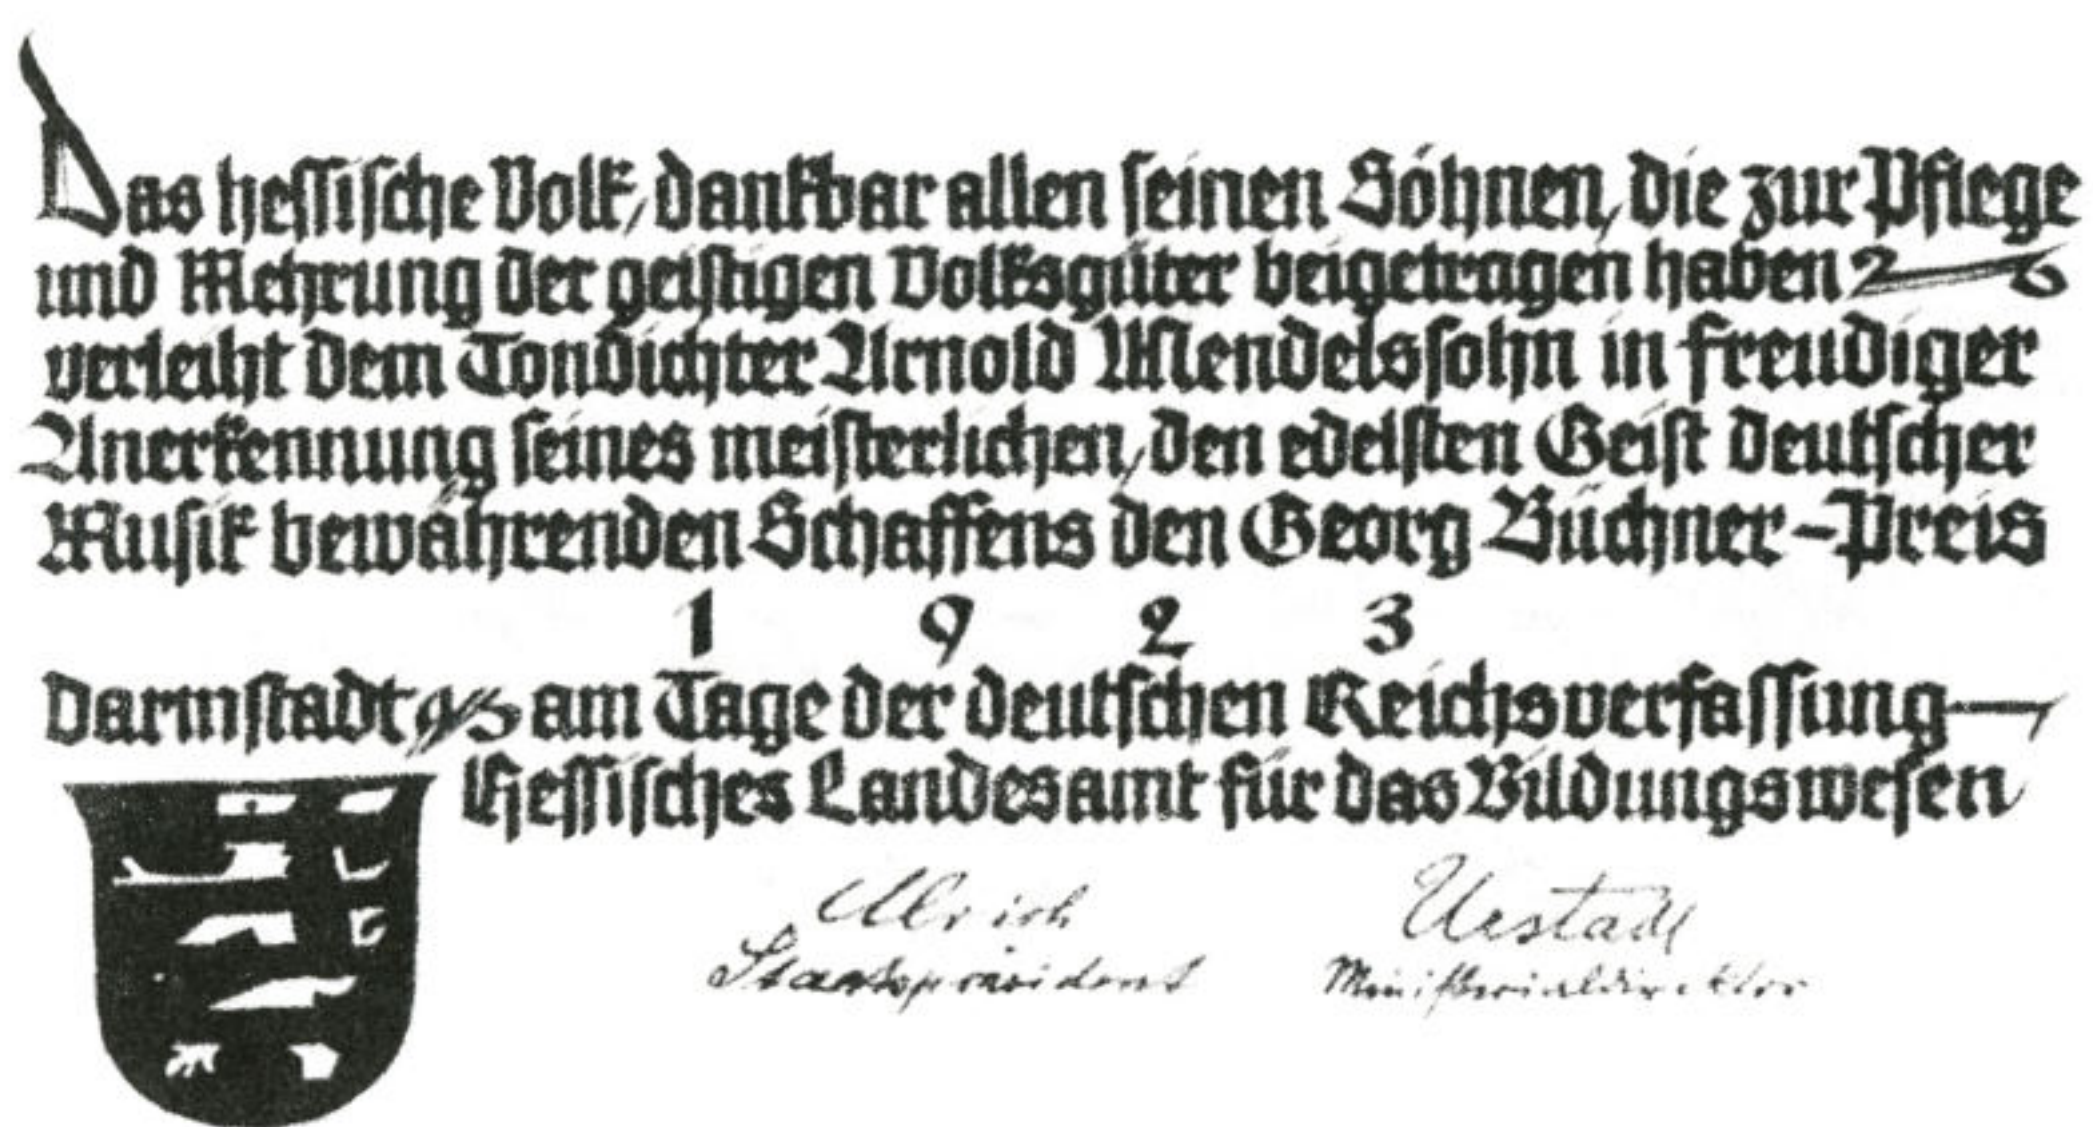 Das hessische Volk, dankbar allen seinen Söhnen, die zur Pflege
und Mehrung der geistigen Volksgüter beigetragen haben
verleiht dem Tondichter Arnold Mendelssohn in freudiger
Anerkennung seines meisterlichen, den edelsten Geist deutscher
Musik bewährenden Schaffens den Georg Büchner-Preis
1 9 2 3
Darmstadt am Tage der deutschen Reichsverfassung
Hessisches Landesamt für das Bildungswesen
Ulrich Urstadt
Staatspräsident Ministerialdirektor